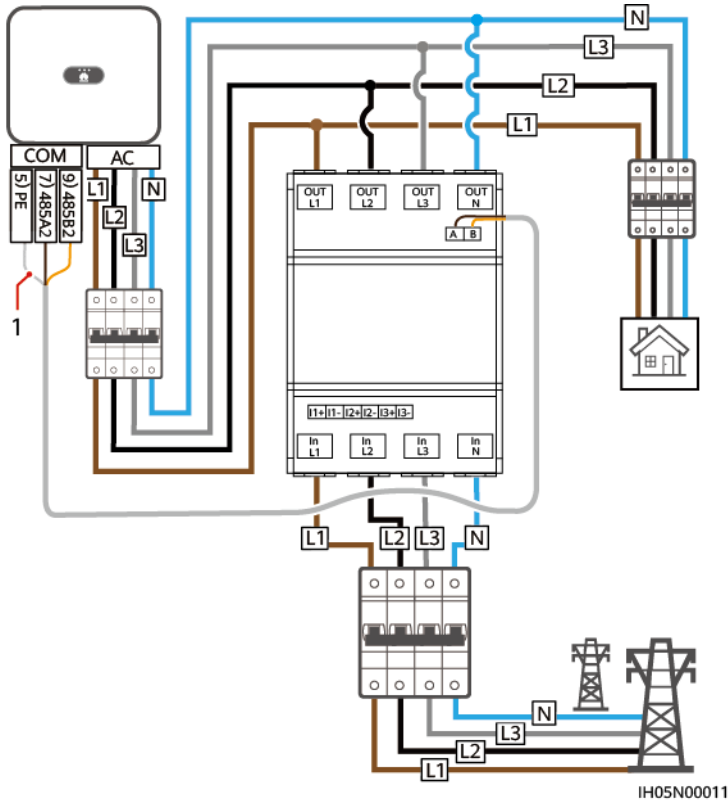 N
L3
L2
L1
COM
AC
5) PE
7) 485A2
9) 485B2
L1
L2
L3
N
1
OUT
L1
OUT
L2
OUT
L3
OUT
N
A B
I1+ I1- I2+ I2- I3+ I3-
In
L1
In
L2
In
L3
In
N
L1
L2
L3
N
N
L3
L2
L1
IH05N00011